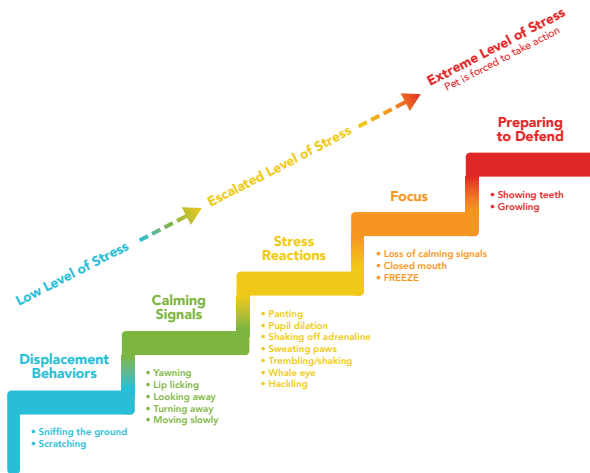 Extreme Level of Stress
Pet is forced to take action
Preparing
to Defend
• Showing teeth
• Growling
Escalated Level of Stress
Focus
• Loss of calming signals
• Closed mouth
• FREEZE
Stress
Reactions
• Panting
• Pupil dilation
• Shaking off adrenaline
• Sweating paws
• Trembling/shaking
• Whale eye
• Hackling
Low Level of Stress
Calming
Signals
• Yawning
• Lip licking
• Looking away
• Turning away
• Moving slowly
Displacement
Behaviors
• Sniffing the ground
• Scratching